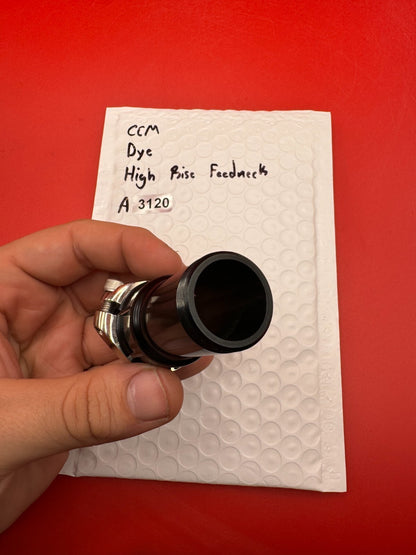 CCM
Dye
High Rise Feedneck
A 3120